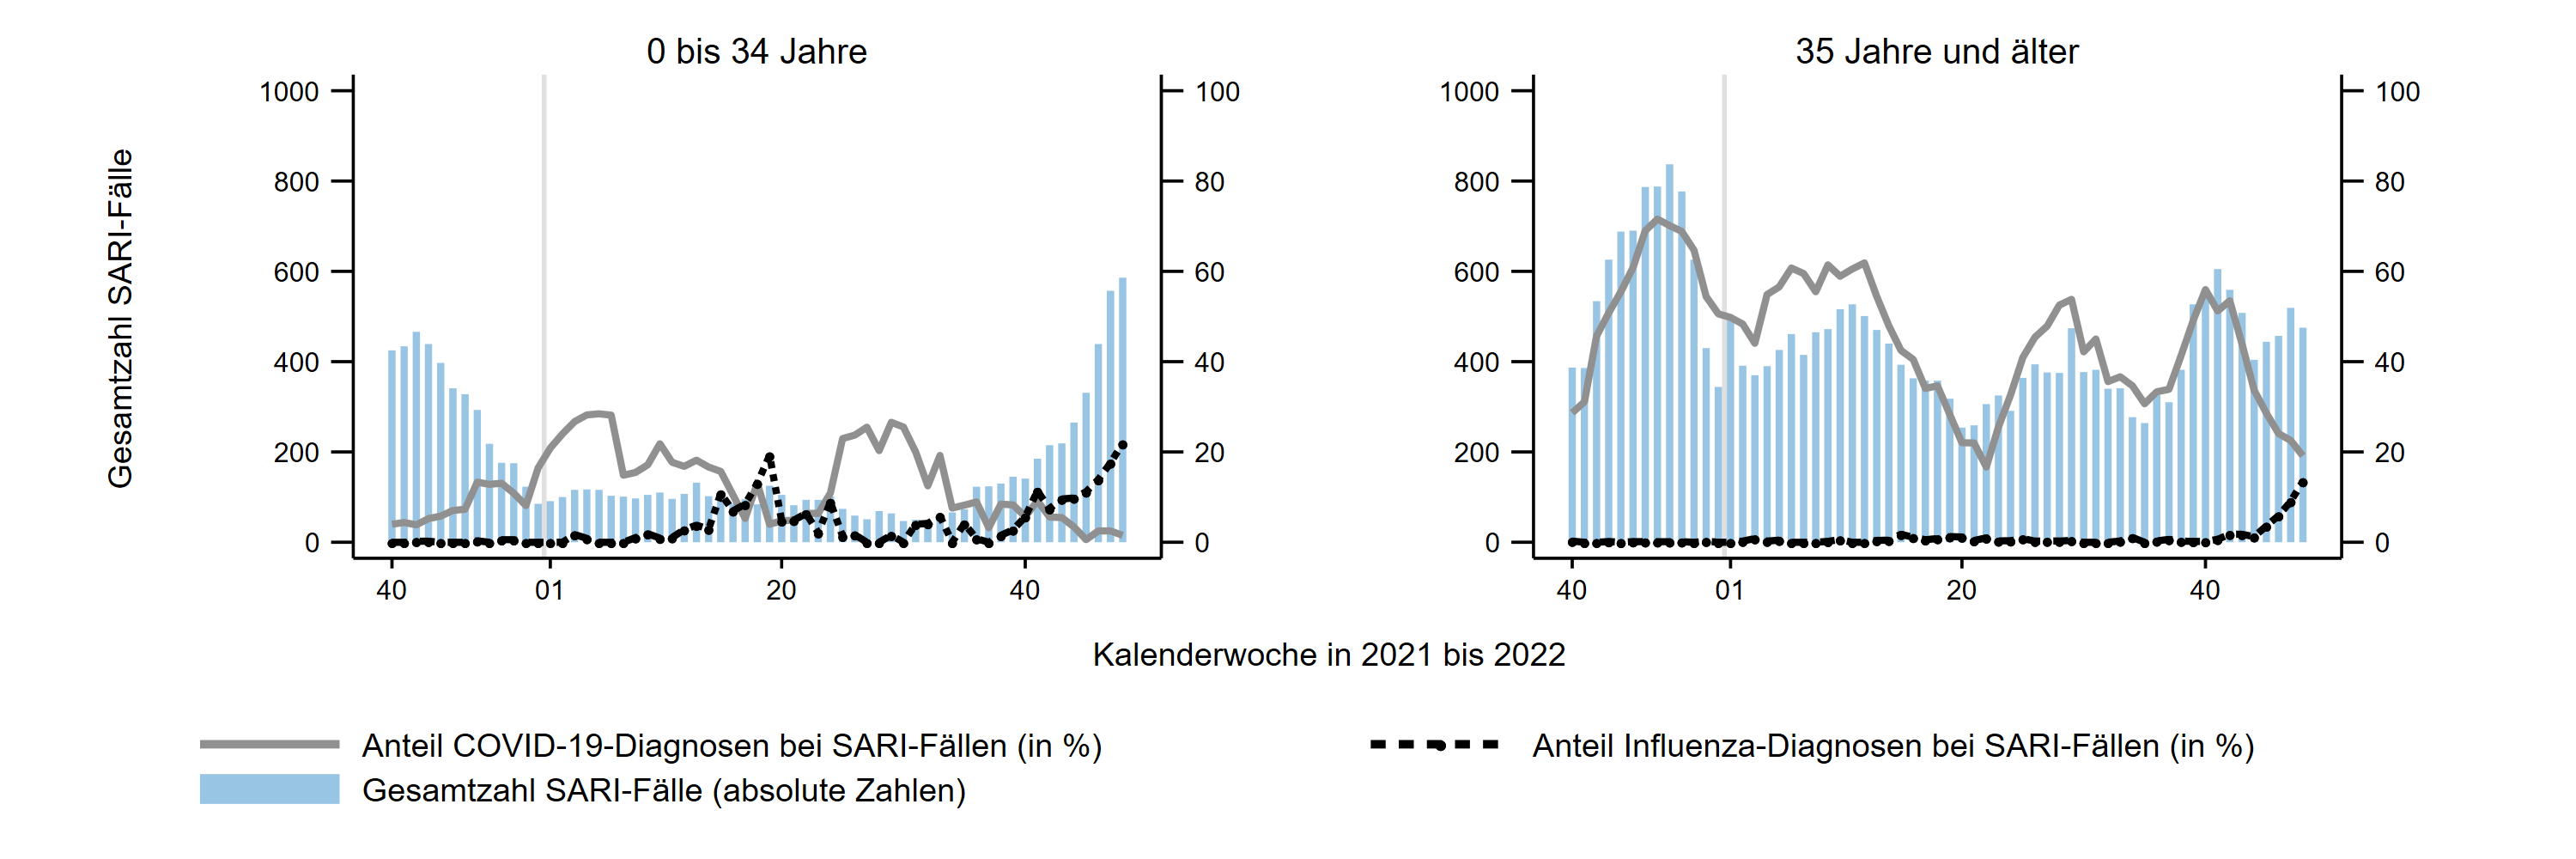 0 bis 34 Jahre
35 Jahre und älter
Gesamtzahl SARI-Fälle
1000
800
600
400
200
0
100
80
60
40
20
0
40 01 20 40
1000
800
600
400
200
0
100
80
60
40
20
0
40 01 20 40
Kalenderwoche in 2021 bis 2022
Anteil COVID-19-Diagnosen bei SARI-Fällen (in %)
Anteil Influenza-Diagnosen bei SARI-Fällen (in %)
Gesamtzahl SARI-Fälle (absolute Zahlen)